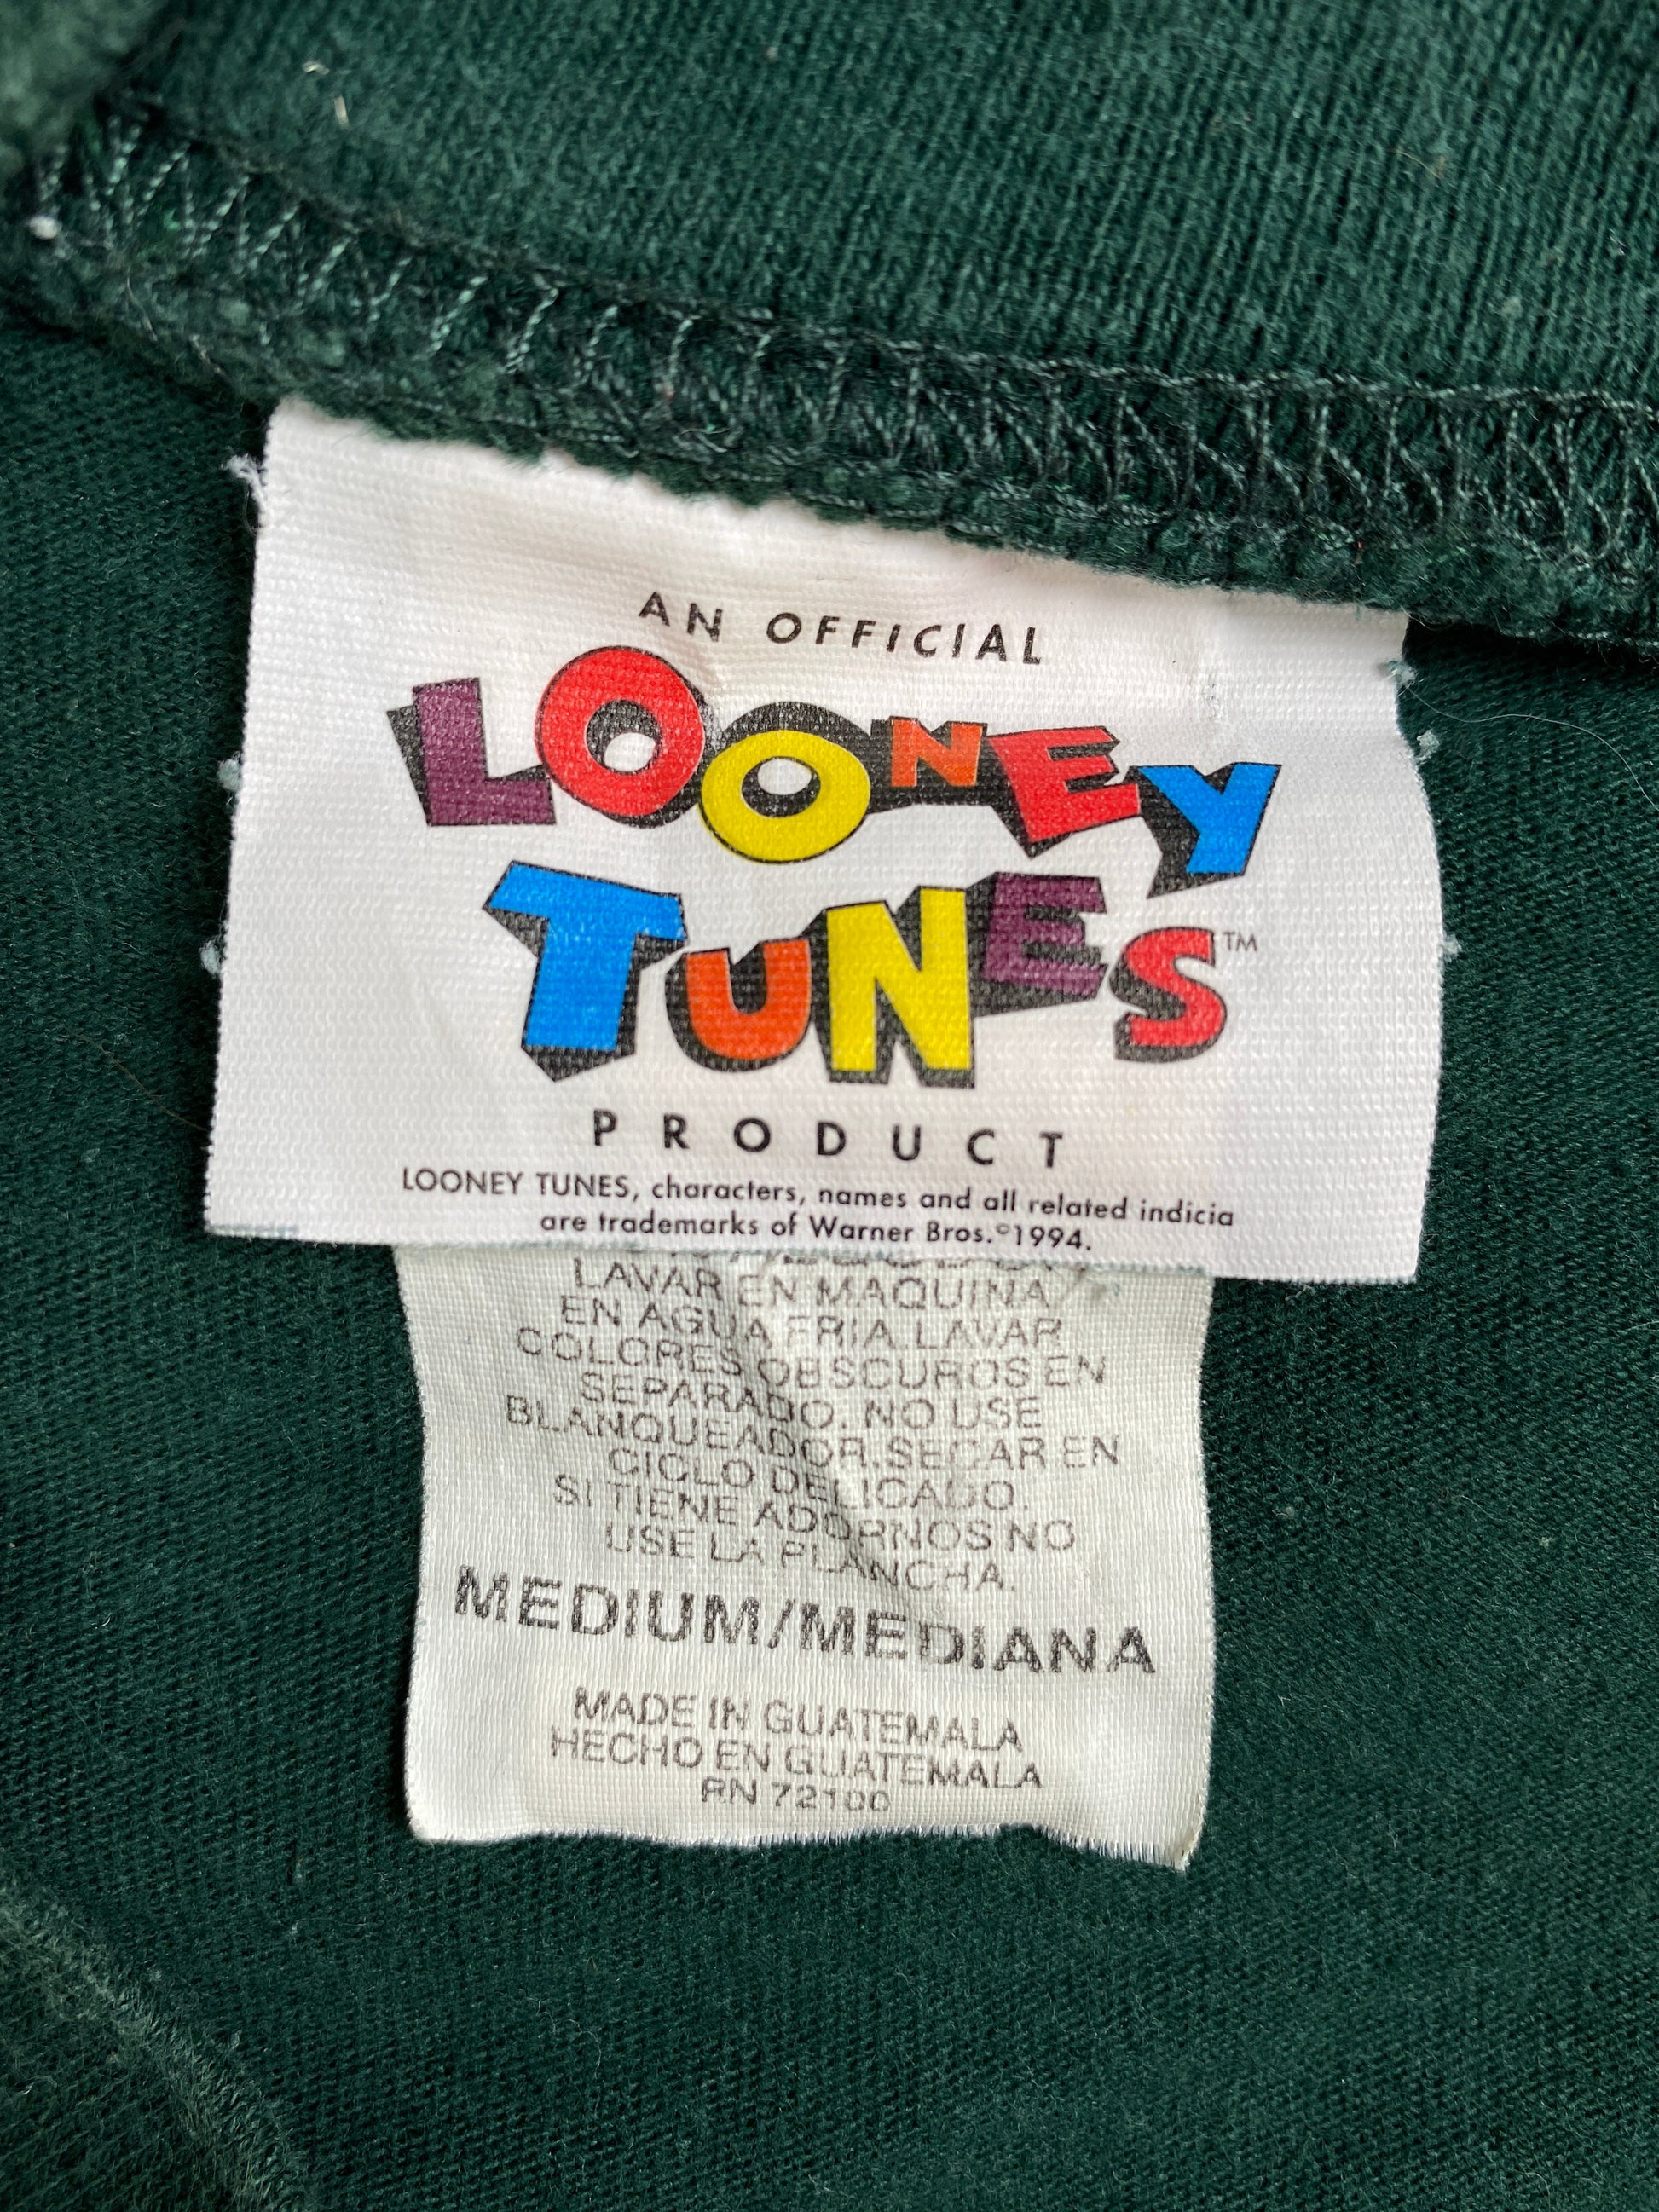 AN OFFICIAL
LOONEY
TUNES™
PRODUCT
LOONEY TUNES, characters, names and all related indicia
are trademarks of Warner Bros.©1994.
LAVAR EN MAQUINA
EN AGUA FRIA. LAVAR
COLORES OBSCUROS EN
SEPARADO. NO USE
BLANQUEADOR. SECAR EN
CICLO DELICADO.
SI TIENE ADORNOS NO
USE LA PLANCHA.
MEDIUM/MEDIANA
MADE IN GUATEMALA
HECHO EN GUATEMALA
RN 72100